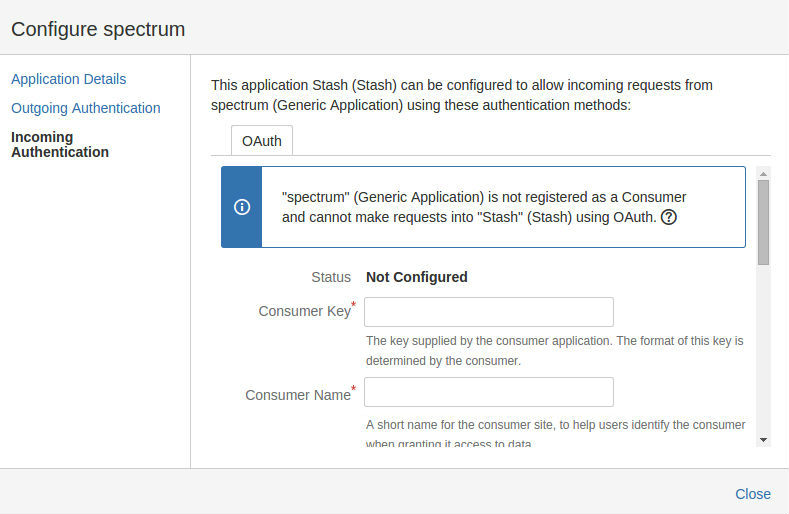 Configure spectrum
Application Details
Outgoing Authentication
Incoming
Authentication
This application Stash (Stash) can be configured to allow incoming requests from
spectrum (Generic Application) using these authentication methods:
OAuth
"spectrum" (Generic Application) is not registered as a Consumer
and cannot make requests into "Stash" (Stash) using OAuth.
Status Not Configured
Consumer Key*
The key supplied by the consumer application. The format of this key is
determined by the consumer.
Consumer Name*
A short name for the consumer site, to help users identify the consumer
when granting it access to data.
Close